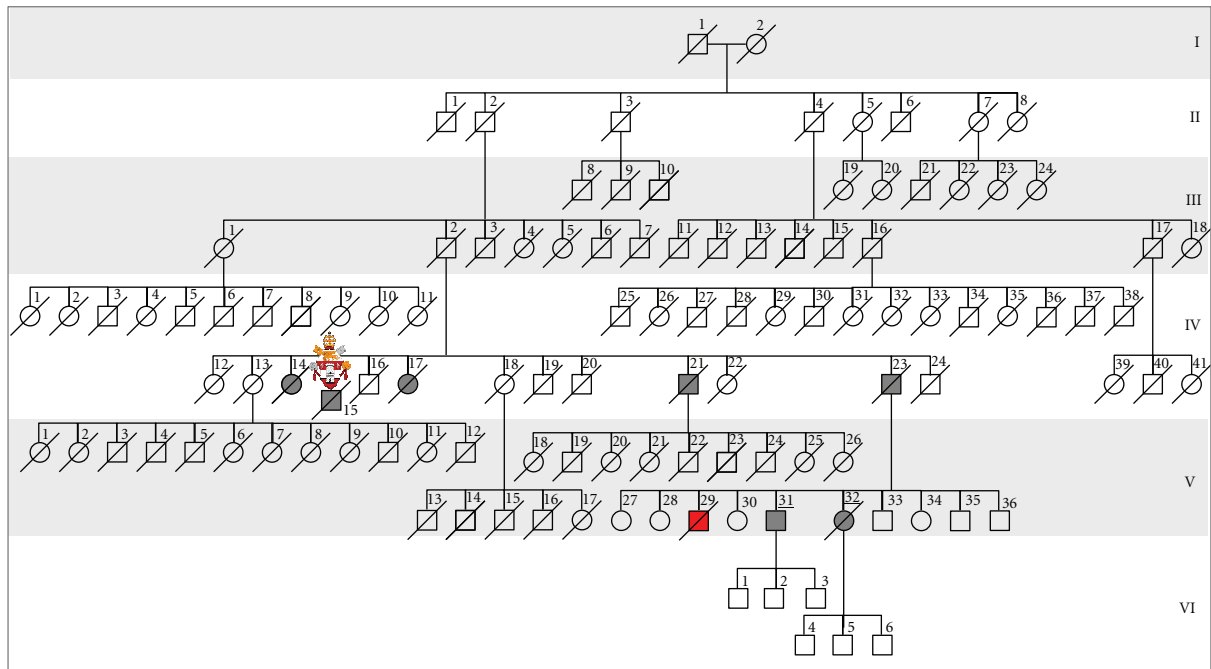 1 2 I
1 2 3 4 5 6 7 8 II
8 9 10 19 20 21 22 23 24 III
1 2 3 4 5 6 7 11 12 13 14 15 16 17 18
1 2 3 4 5 6 7 8 9 10 11 25 26 27 28 29 30 31 32 33 34 35 36 37 38 IV
12 13 14 15 16 17 18 19 20 21 22 23 24 39 40 41
1 2 3 4 5 6 7 8 9 10 11 12 18 19 20 21 22 23 24 25 26 V
13 14 15 16 17 27 28 29 30 31 32 33 34 35 36
1 2 3 VI
4 5 6